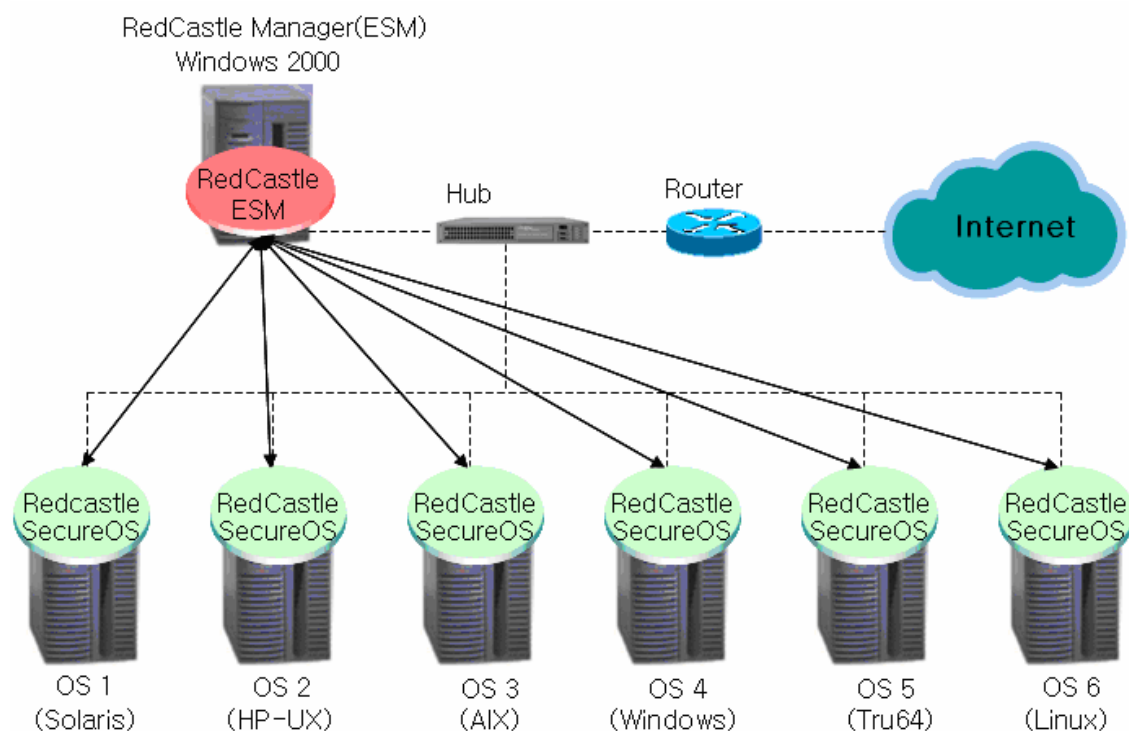 RedCastle Manager(ESM)
Windows 2000
RedCastle
ESM
Hub
Router
Internet
Redcastle
SecureOS
RedCastle
SecureOS
RedCastle
SecureOS
RedCastle
SecureOS
RedCastle
SecureOS
RedCastle
SecureOS
OS 1
(Solaris)
OS 2
(HP-UX)
OS 3
(AIX)
OS 4
(Windows)
OS 5
(Tru64)
OS 6
(Linux)